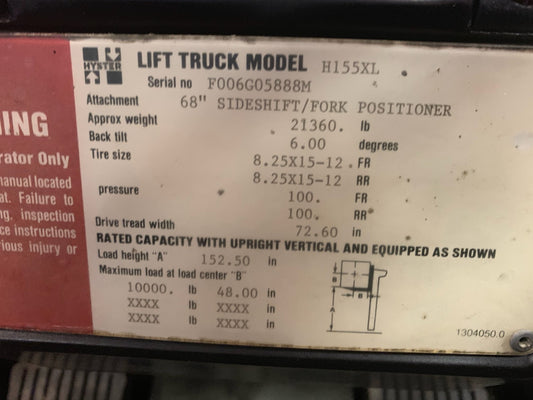 HYSTER
LIFT TRUCK MODEL H155XL
Serial no F006G05888M
Attachment 68" SIDESHIFT/FORK POSITIONER
Approx weight 21360. lb
Back tilt 6.00 degrees
Tire size 8.25X15-12 FR
8.25X15-12 RR
pressure 100. FR
100. RR
Drive tread width 72.60 in
RATED CAPACITY WITH UPRIGHT VERTICAL AND EQUIPPED AS SHOWN
Load height "A" 152.50 in
Maximum load at load center "B"
10000. lb 48.00 in
XXXX lb XXXX in
XXXX lb XXXX in
B
B
A
1304050.0
ING
rator Only
manual located
at. Failure to
ng, inspection
ce instructions
rious injury or